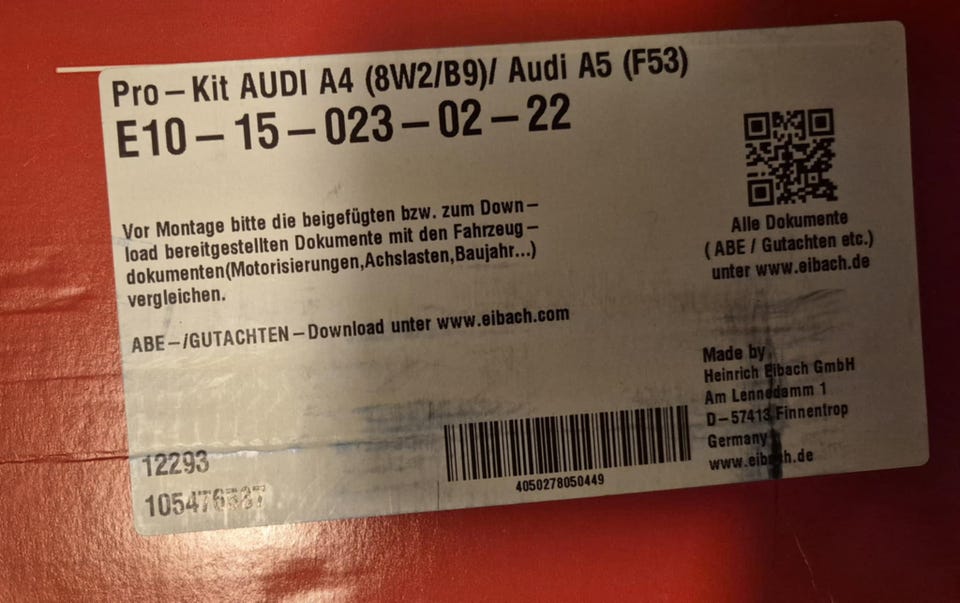 Pro-Kit AUDI A4 (8W2/B9)/ Audi A5 (F53)
E10-15-023-02-22
Vor Montage bitte die beigefügten bzw. zum Down-
load bereitgestellten Dokumente mit den Fahrzeug-
dokumenten(Motorisierungen,Achslasten,Baujahr...)
vergleichen.
ABE-/GUTACHTEN-Download unter www.eibach.com
Alle Dokumente
( ABE / Gutachten etc.)
unter www.eibach.de
Made by
Heinrich Eibach GmbH
Am Lennedamm 1
D-57413 Finnentrop
Germany
www.eibach.de
12293
4050278050449